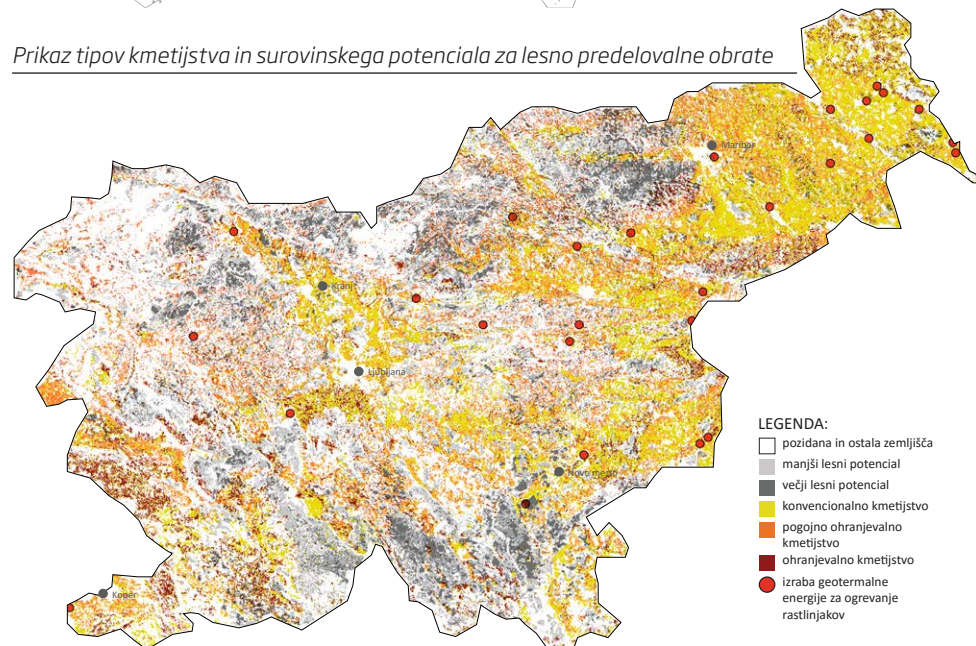 Prikaz tipov kmetijstva in surovinskega potenciala za lesno predelovalne obrate
Maribor
Kranj
Ljubljana
Novo mesto
Koper
LEGENDA:
pozidana in ostala zemljišča
manjši lesni potencial
večji lesni potencial
konvencionalno kmetijstvo
pogojno ohranjevalno
kmetijstvo
ohranjevalno kmetijstvo
izraba geotermalne
energije za ogrevanje
rastlinjakov